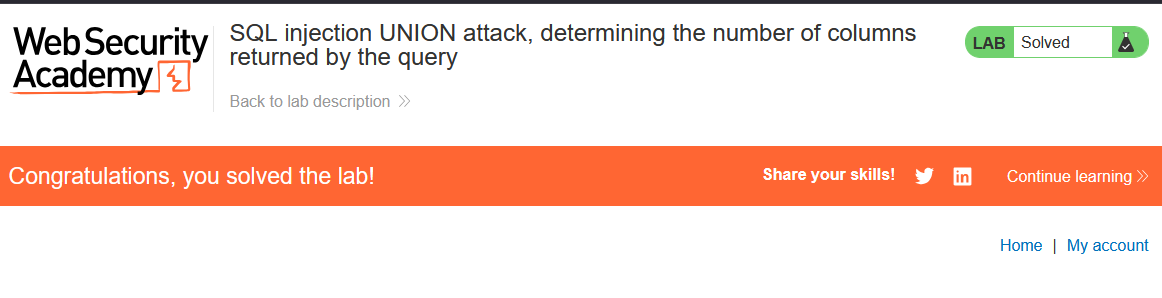 Web Security
Academy
SQL injection UNION attack, determining the number of columns
returned by the query
Back to lab description
LAB Solved
Congratulations, you solved the lab!
Share your skills!
Continue learning
Home | My account